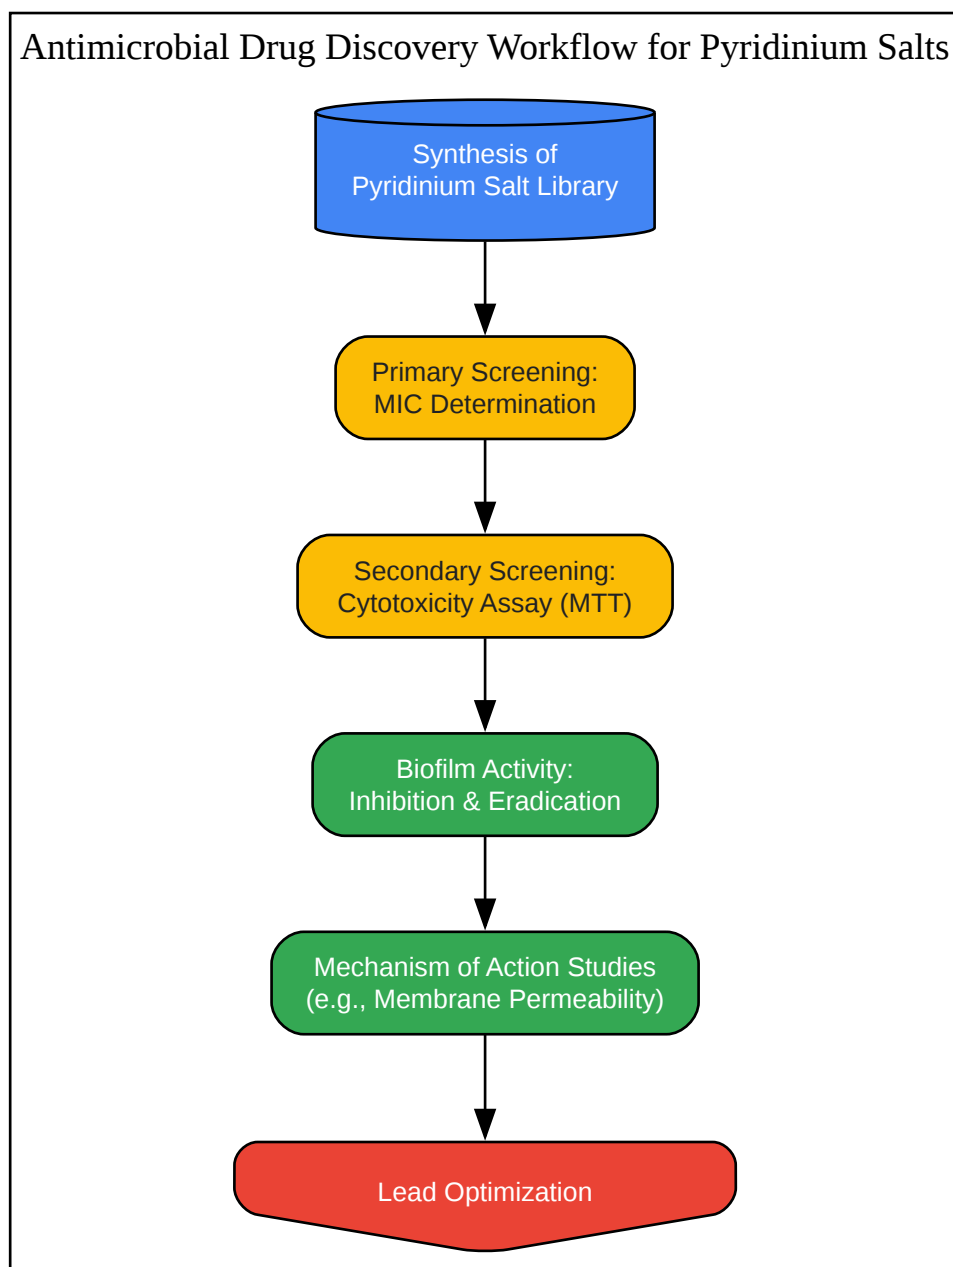 Antimicrobial Drug Discovery Workflow for Pyridinium Salts
Synthesis of
Pyridinium Salt Library
Primary Screening:
MIC Determination
Secondary Screening:
Cytotoxicity Assay (MTT)
Biofilm Activity:
Inhibition & Eradication
Mechanism of Action Studies
(e.g., Membrane Permeability)
Lead Optimization